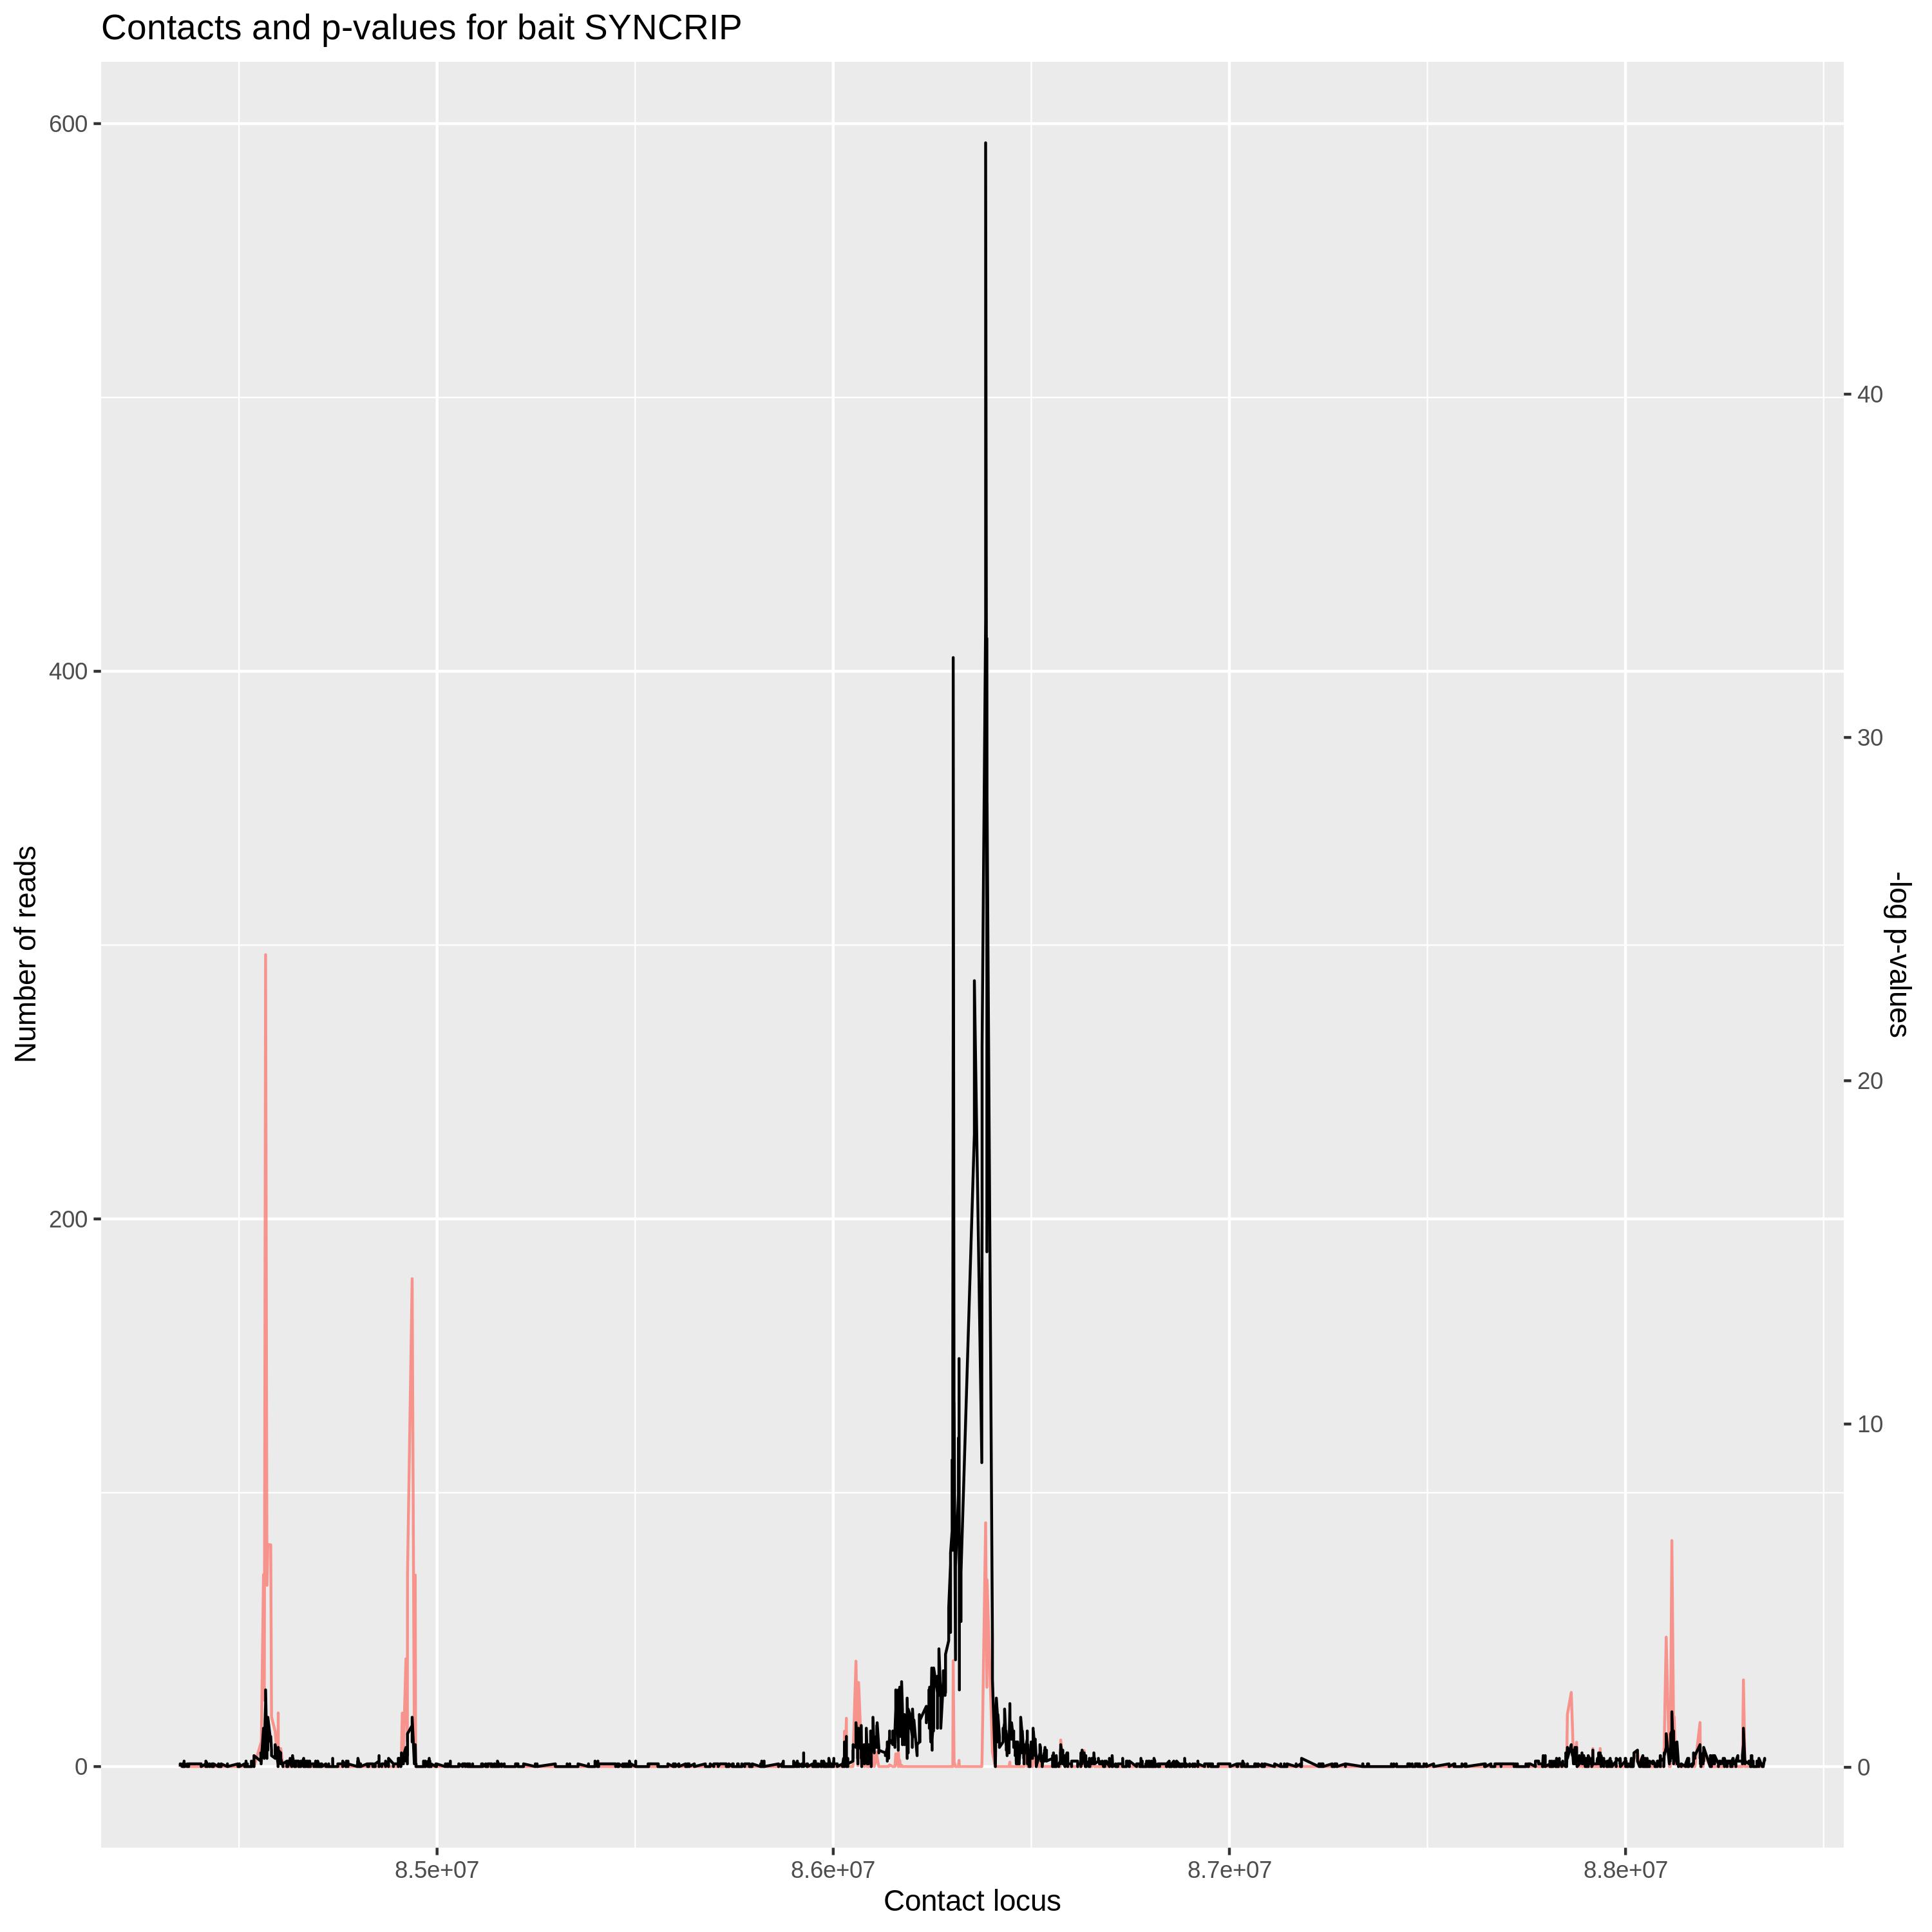 Contacts and p-values for bait SYNCRIP
600
400
200
0
Number of reads
40
30
20
10
0
-log p-values
8.5e+07
8.6e+07
8.7e+07
8.8e+07
Contact locus